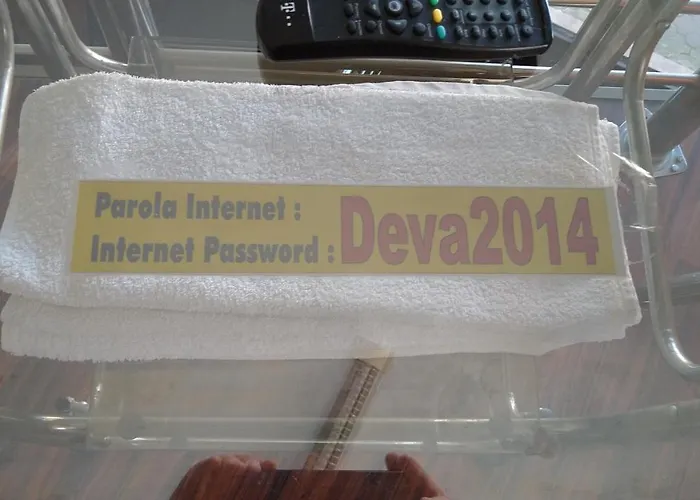 T··
Parola Internet :
Internet Password : Deva2014